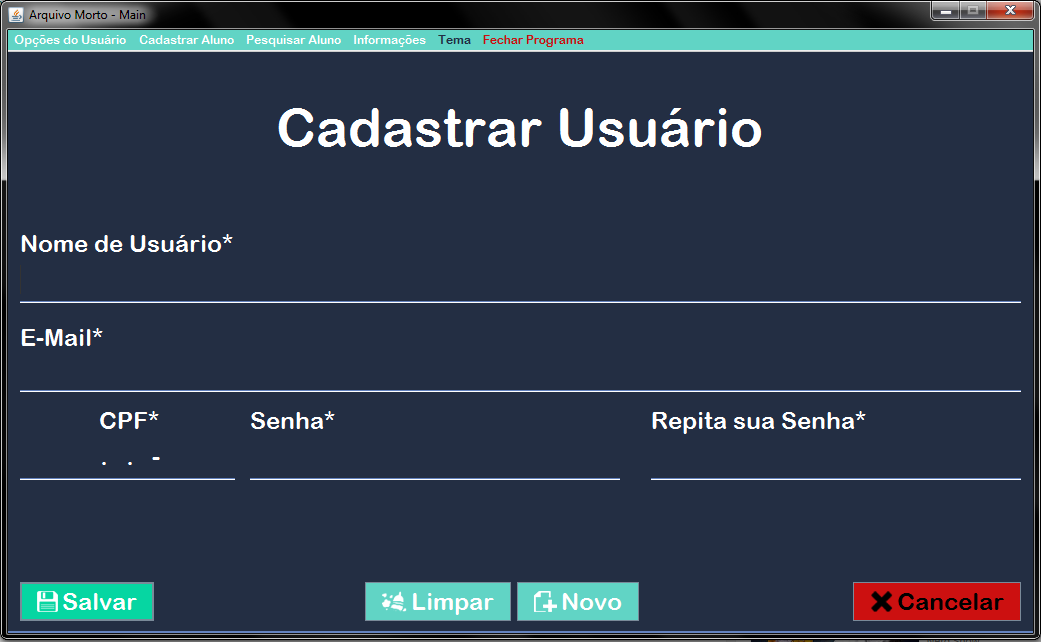 Arquivo Morto - Main
Opções do Usuário Cadastrar Aluno Pesquisar Aluno Informações Tema Fechar Programa
Cadastrar Usuário
Nome de Usuário*
E-Mail*
CPF* Senha* Repita sua Senha*
. . -
Salvar Limpar Novo Cancelar